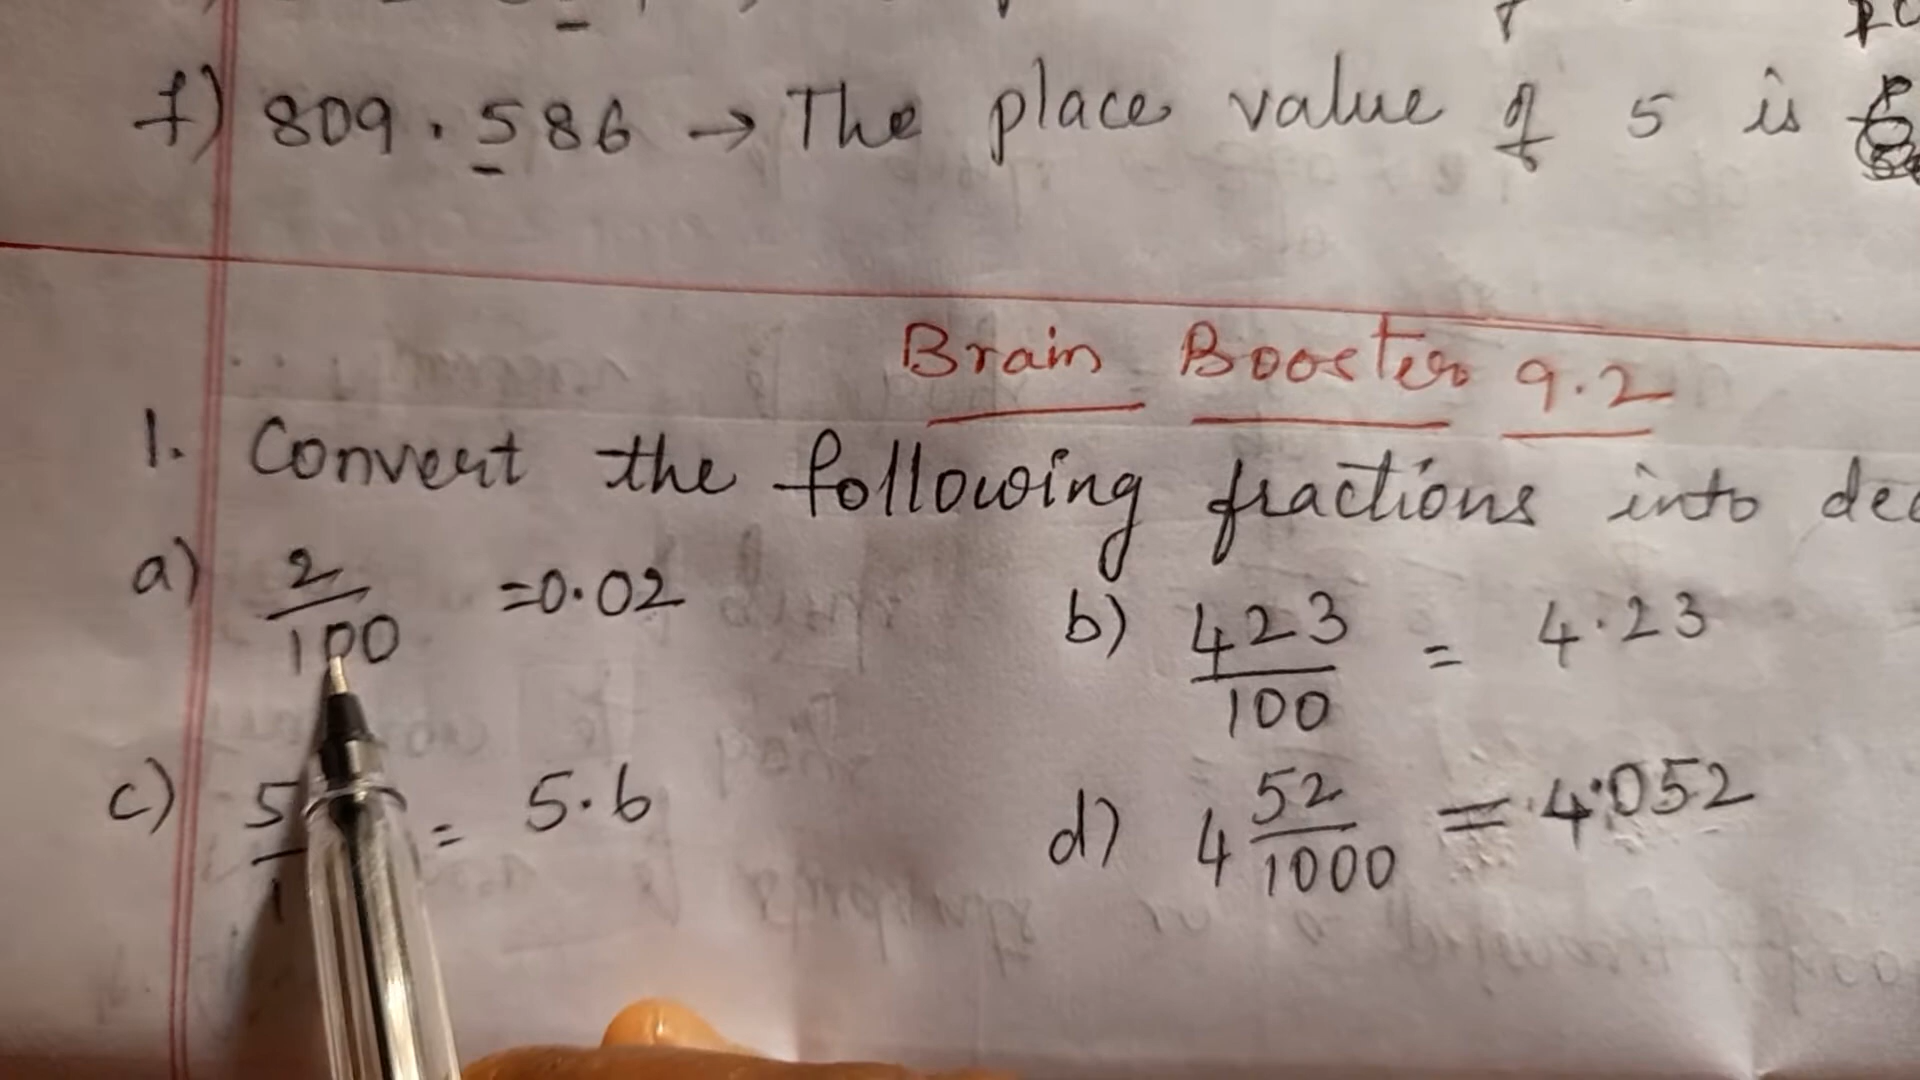 f) 809.586 → The place value of 5 is
Brain Booster 9.2
1. Convert the following fractions into dec
a) 2/100 = 0.02
b) 423/100 = 4.23
c) 5 = 5.6
d) 4 52/1000 = 4.052